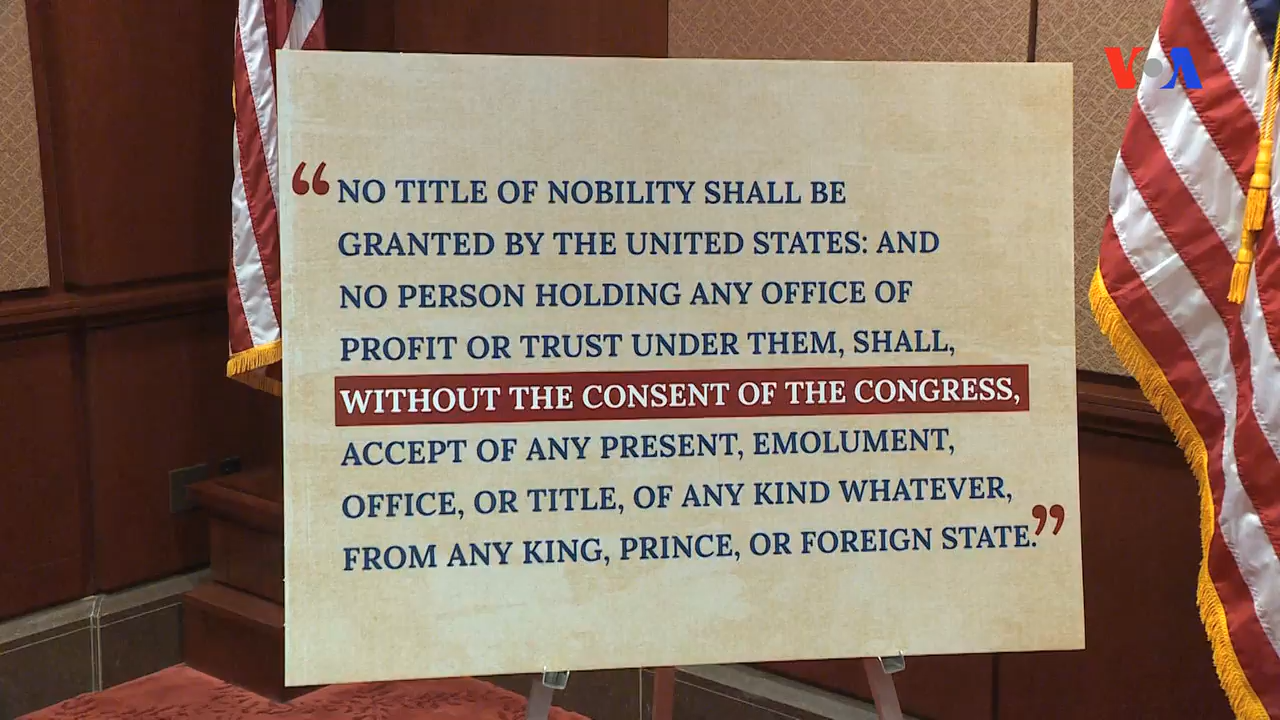 VOA
“NO TITLE OF NOBILITY SHALL BE
GRANTED BY THE UNITED STATES: AND
NO PERSON HOLDING ANY OFFICE OF
PROFIT OR TRUST UNDER THEM, SHALL,
WITHOUT THE CONSENT OF THE CONGRESS,
ACCEPT OF ANY PRESENT, EMOLUMENT,
OFFICE, OR TITLE, OF ANY KIND WHATEVER,
FROM ANY KING, PRINCE, OR FOREIGN STATE.”